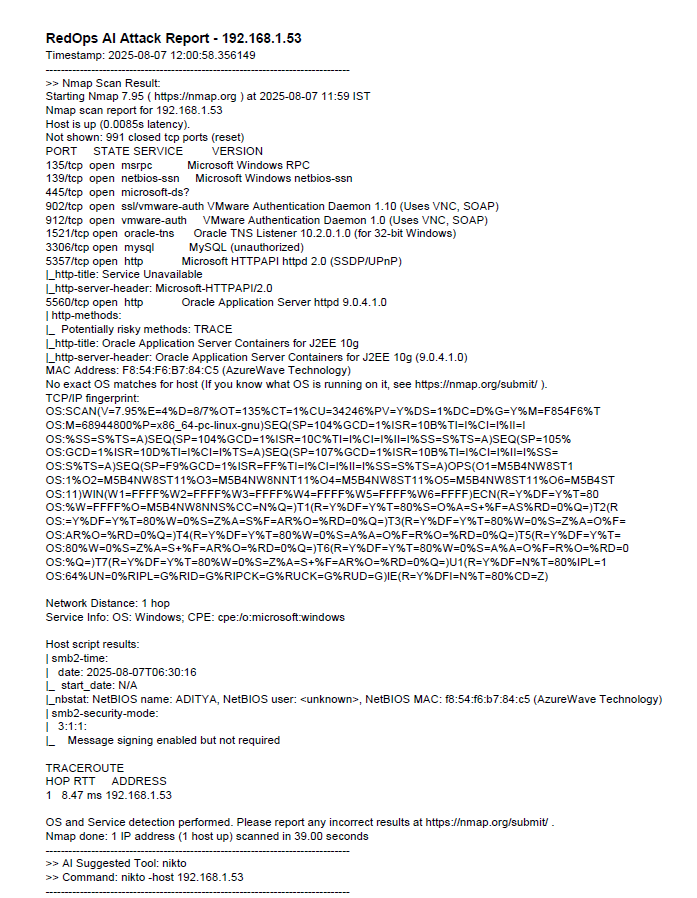 RedOps AI Attack Report - 192.168.1.53
Timestamp: 2025-08-07 12:00:58.356149
--------------------------------------------------------------------------------
>> Nmap Scan Result:
Starting Nmap 7.95 ( https://nmap.org ) at 2025-08-07 11:59 IST
Nmap scan report for 192.168.1.53
Host is up (0.0085s latency).
Not shown: 991 closed tcp ports (reset)
PORT     STATE SERVICE         VERSION
135/tcp  open  msrpc           Microsoft Windows RPC
139/tcp  open  netbios-ssn     Microsoft Windows netbios-ssn
445/tcp  open  microsoft-ds?
902/tcp  open  ssl/vmware-auth VMware Authentication Daemon 1.10 (Uses VNC, SOAP)
912/tcp  open  vmware-auth     VMware Authentication Daemon 1.0 (Uses VNC, SOAP)
1521/tcp open  oracle-tns      Oracle TNS Listener 10.2.0.1.0 (for 32-bit Windows)
3306/tcp open  mysql           MySQL (unauthorized)
5357/tcp open  http            Microsoft HTTPAPI httpd 2.0 (SSDP/UPnP)
|_http-title: Service Unavailable
|_http-server-header: Microsoft-HTTPAPI/2.0
5560/tcp open  http            Oracle Application Server httpd 9.0.4.1.0
| http-methods:
|_  Potentially risky methods: TRACE
|_http-title: Oracle Application Server Containers for J2EE 10g
|_http-server-header: Oracle Application Server Containers for J2EE 10g (9.0.4.1.0)
MAC Address: F8:54:F6:B7:84:C5 (AzureWave Technology)
No exact OS matches for host (If you know what OS is running on it, see https://nmap.org/submit/ ).
TCP/IP fingerprint:
OS:SCAN(V=7.95%E=4%D=8/7%OT=135%CT=1%CU=34246%PV=Y%DS=1%DC=D%G=Y%M=F854F6%T
OS:M=68944800%P=x86_64-pc-linux-gnu)SEQ(SP=104%GCD=1%ISR=10B%TI=I%CI=I%II=I
OS:%SS=S%TS=A)SEQ(SP=104%GCD=1%ISR=10C%TI=I%CI=I%II=I%SS=S%TS=A)SEQ(SP=105%
OS:GCD=1%ISR=10D%TI=I%CI=I%TS=A)SEQ(SP=107%GCD=1%ISR=10B%TI=I%CI=I%II=I%SS=
OS:S%TS=A)SEQ(SP=F9%GCD=1%ISR=FF%TI=I%CI=I%II=I%SS=S%TS=A)OPS(O1=M5B4NW8ST1
OS:1%O2=M5B4NW8ST11%O3=M5B4NW8NNT11%O4=M5B4NW8ST11%O5=M5B4NW8ST11%O6=M5B4ST
OS:11)WIN(W1=FFFF%W2=FFFF%W3=FFFF%W4=FFFF%W5=FFFF%W6=FFFF)ECN(R=Y%DF=Y%T=80
OS:%W=FFFF%O=M5B4NW8NNS%CC=N%Q=)T1(R=Y%DF=Y%T=80%S=O%A=S+%F=AS%RD=0%Q=)T2(R
OS:=Y%DF=Y%T=80%W=0%S=Z%A=S%F=AR%O=%RD=0%Q=)T3(R=Y%DF=Y%T=80%W=0%S=Z%A=O%F=
OS:AR%O=%RD=0%Q=)T4(R=Y%DF=Y%T=80%W=0%S=A%A=O%F=R%O=%RD=0%Q=)T5(R=Y%DF=Y%T=
OS:80%W=0%S=Z%A=S+%F=AR%O=%RD=0%Q=)T6(R=Y%DF=Y%T=80%W=0%S=A%A=O%F=R%O=%RD=0
OS:%Q=)T7(R=Y%DF=Y%T=80%W=0%S=Z%A=S+%F=AR%O=%RD=0%Q=)U1(R=Y%DF=N%T=80%IPL=1
OS:64%UN=0%RIPL=G%RID=G%RIPCK=G%RUCK=G%RUD=G)IE(R=Y%DFI=N%T=80%CD=Z)
Network Distance: 1 hop
Service Info: OS: Windows; CPE: cpe:/o:microsoft:windows
Host script results:
| smb2-time:
|   date: 2025-08-07T06:30:16
|_  start_date: N/A
|_nbstat: NetBIOS name: ADITYA, NetBIOS user: <unknown>, NetBIOS MAC: f8:54:f6:b7:84:c5 (AzureWave Technology)
| smb2-security-mode:
|   3:1:1:
|_    Message signing enabled but not required
TRACEROUTE
HOP RTT     ADDRESS
1   8.47 ms 192.168.1.53
OS and Service detection performed. Please report any incorrect results at https://nmap.org/submit/ .
Nmap done: 1 IP address (1 host up) scanned in 39.00 seconds
--------------------------------------------------------------------------------
>> AI Suggested Tool: nikto
>> Command: nikto -host 192.168.1.53
--------------------------------------------------------------------------------